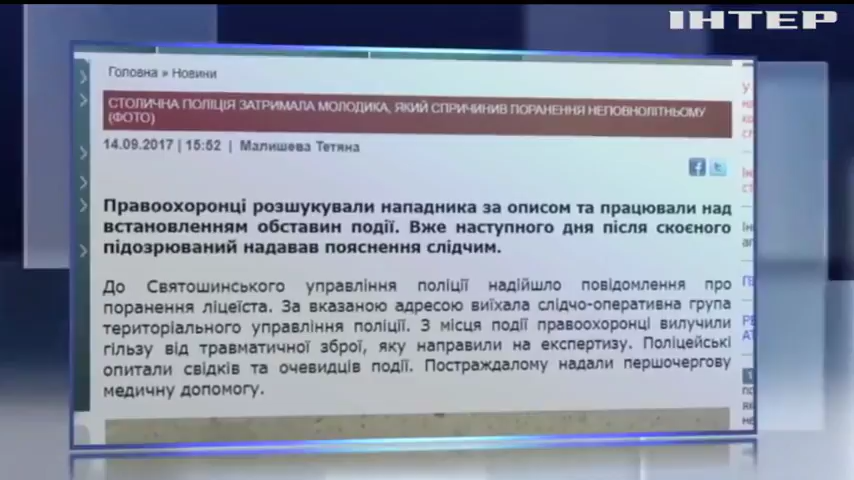 ІНТЕР
Головна » Новини
СТОЛИЧНА ПОЛІЦІЯ ЗАТРИМАЛА МОЛОДИКА, ЯКИЙ СПРИЧИНИВ ПОРАНЕННЯ НЕПОВНОЛІТНЬОМУ
(ФОТО)
14.09.2017 | 15:52 | Малишева Тетяна
Правоохоронці розшукували нападника за описом та працювали над
встановленням обставин події. Вже наступного дня після скоєного
підозрюваний надавав пояснення слідчим.
До Святошинського управління поліції надійшло повідомлення про
поранення ліцеїста. За вказаною адресою виїхала слідчо-оперативна група
територіального управління поліції. З місця події правоохоронці вилучили
гільзу від травматичної зброї, яку направили на експертизу. Поліцейські
опитали свідків та очевидців події. Постраждалому надали першочергову
медичну допомогу.